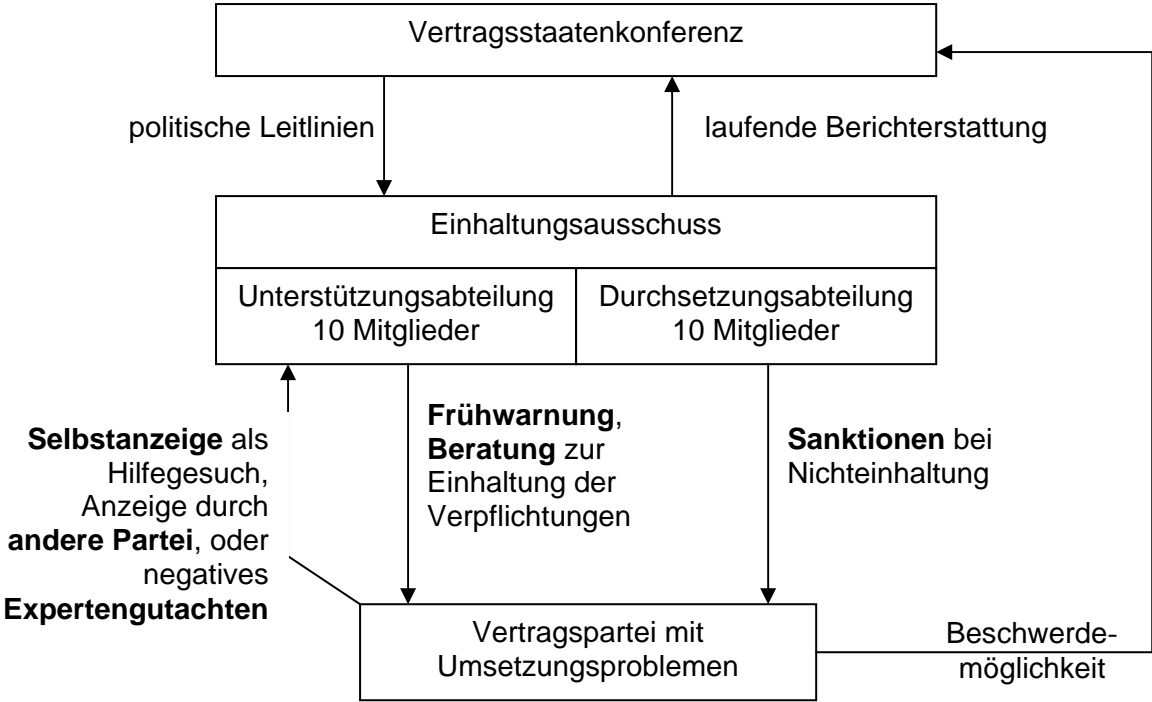 Vertragsstaatenkonferenz
politische Leitlinien
laufende Berichterstattung
Einhaltungsausschuss
Unterstützungsabteilung
10 Mitglieder
Durchsetzungsabteilung
10 Mitglieder
Selbstanzeige als
Hilfegesuch,
Anzeige durch
andere Partei, oder
negatives
Expertengutachten
Frühwarnung,
Beratung zur
Einhaltung der
Verpflichtungen
Sanktionen bei
Nichteinhaltung
Vertragspartei mit
Umsetzungsproblemen
Beschwerde-
möglichkeit